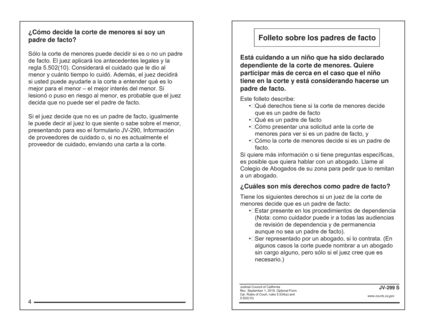 ¿Cómo decide la corte de menores si soy un
padre de facto?
Sólo la corte de menores puede decidir si es o no un padre
de facto. El juez aplicará los antecedentes legales y la
regla 5.502(10). Considerará el cuidado que le dio al
menor y cuánto tiempo lo cuidó. Además, el juez decidirá
si usted puede ayudarle a la corte a entender qué es lo
mejor para el menor – el mejor interés del menor. Si
lesionó o puso en riesgo al menor, es probable que el juez
decida que no puede ser el padre de facto.
Si el juez decide que no es un padre de facto, igualmente
le puede decir al juez lo que siente o sabe sobre el menor,
presentando para eso el formulario JV-290, Información
de proveedores de cuidado o, si no es actualmente el
proveedor de cuidado, enviando una carta a la corte.
4
Folleto sobre los padres de facto
Está cuidando a un niño que ha sido declarado
dependiente de la corte de menores. Quiere
participar más de cerca en el caso que el niño
tiene en la corte y está considerando hacerse un
padre de facto.
Este folleto describe:
• Qué derechos tiene si la corte de menores decide
que es un padre de facto
• Qué es un padre de facto
• Cómo presentar una solicitud ante la corte de
menores para ver si es un padre de facto, y
• Cómo la corte de menores decide si es un padre de
facto.
Si quiere más información o si tiene preguntas específicas,
es posible que quiera hablar con un abogado. Llame al
Colegio de Abogados de su zona para pedir que lo remitan
a un abogado.
¿Cuáles son mis derechos como padre de facto?
Tiene los siguientes derechos si un juez de la corte de
menores decide que es un padre de facto:
• Estar presente en los procedimientos de dependencia
(Nota: como cuidador puede ir a todas las audiencias
de revisión de dependencia y de permanencia
aunque no sea un padre de facto).
• Ser representado por un abogado, si lo contrata. (En
algunos casos la corte puede nombrar a un abogado
sin cargo alguno, pero sólo si el juez cree que es
necesario.)
Judicial Council of California
Rev. September 1, 2018, Optional Form
Cal. Rules of Court, rules 5.534(a) and
5.502(10)
JV-299 S
www.courts.ca.gov